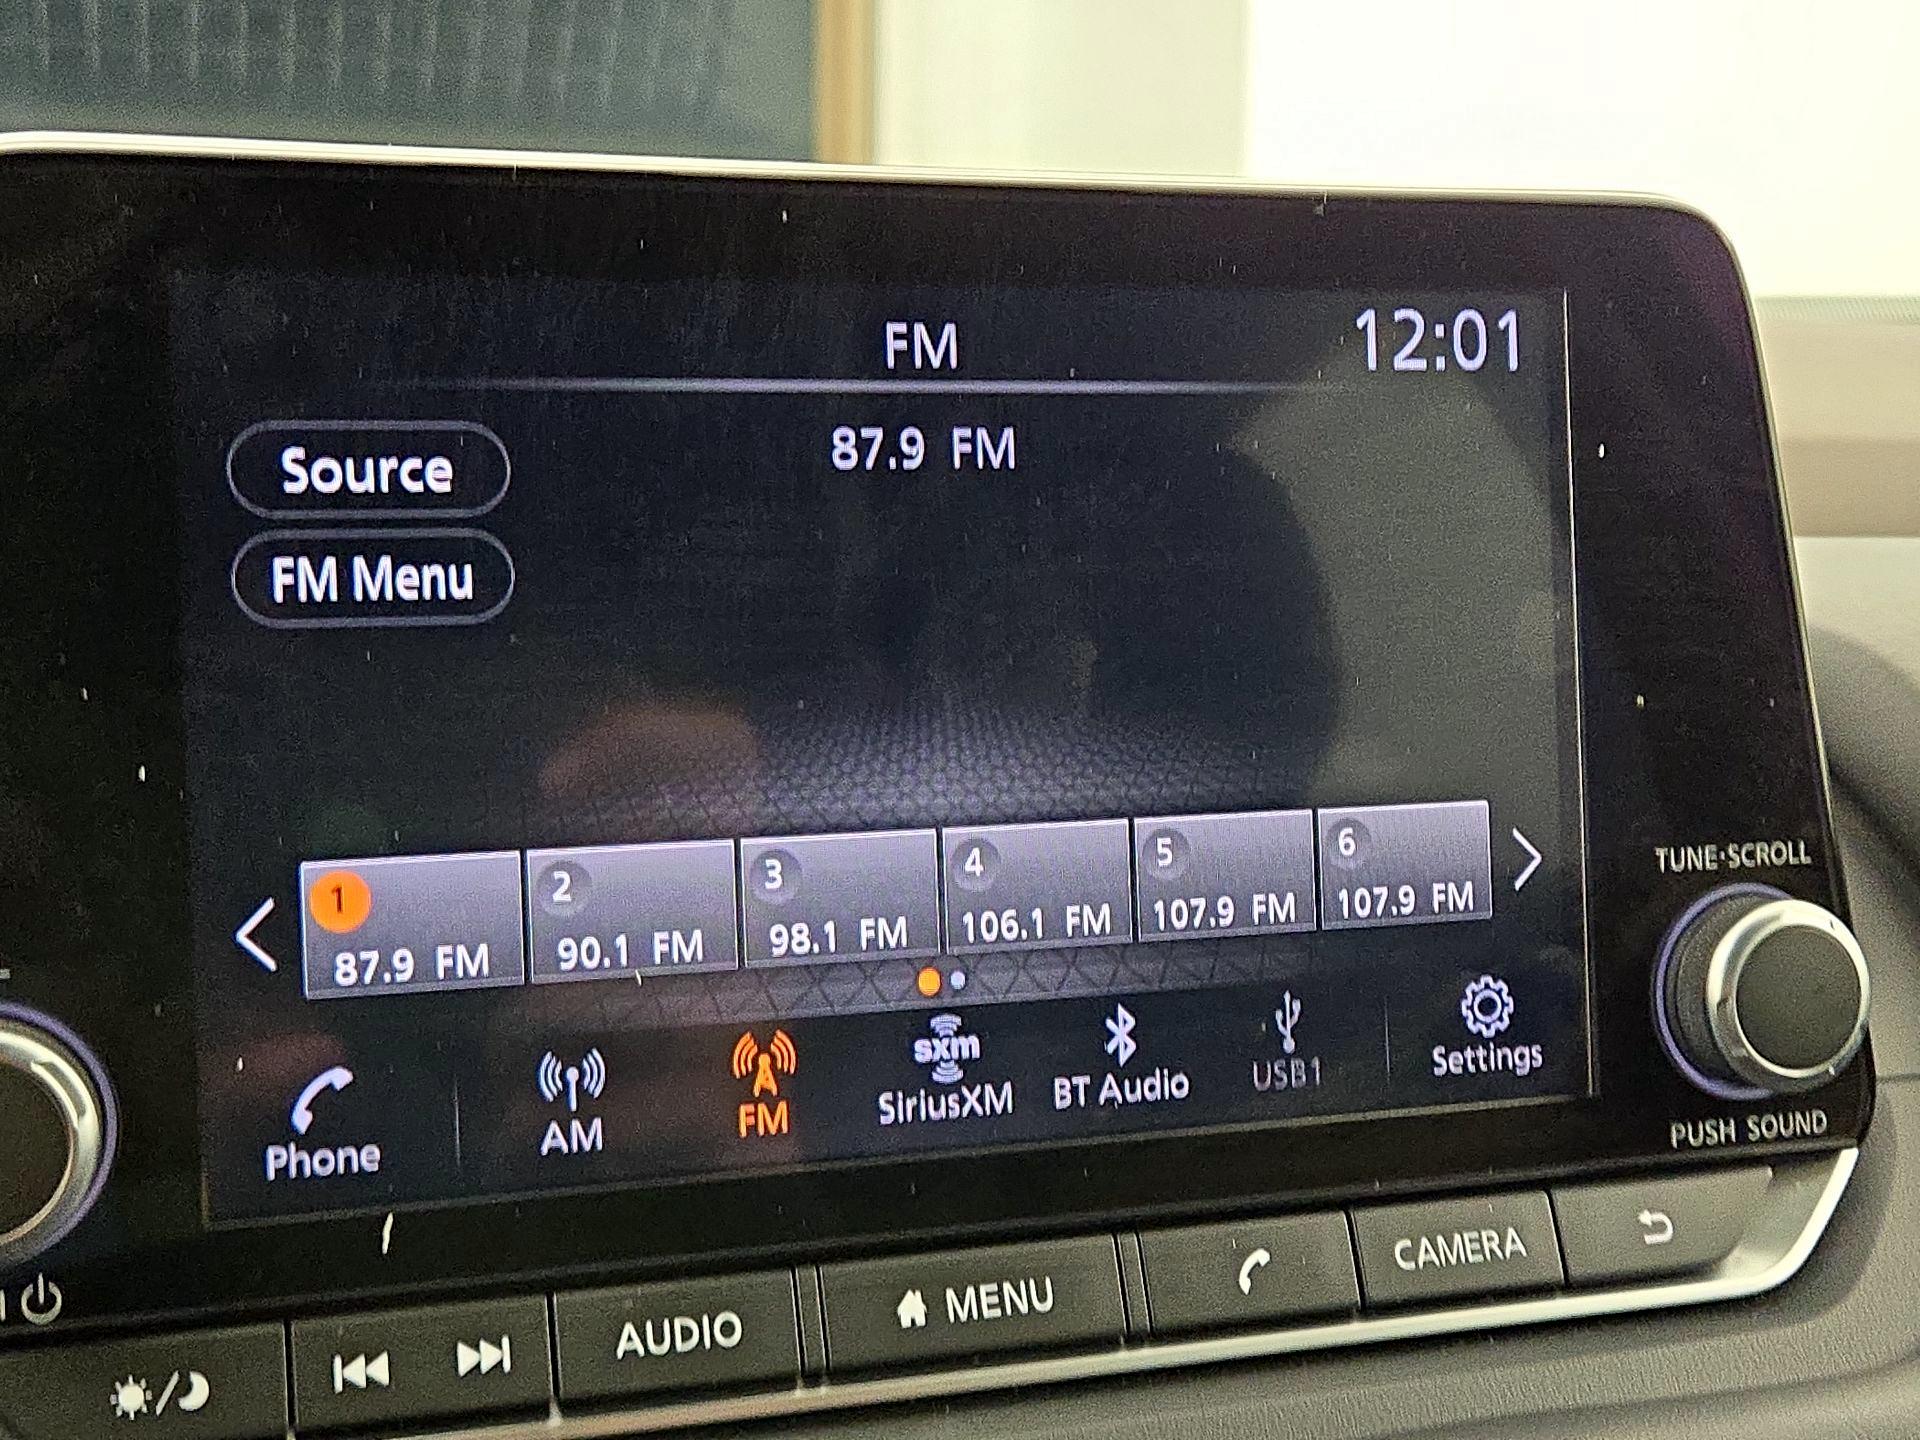 FM
12:01
87.9 FM
Source
FM Menu
1
87.9 FM
2
90.1 FM
3
98.1 FM
4
106.1 FM
5
107.9 FM
6
107.9 FM
Phone
AM
FM
sxm
SiriusXM
BT Audio
USB1
Settings
TUNE·SCROLL
PUSH SOUND
AUDIO
MENU
CAMERA